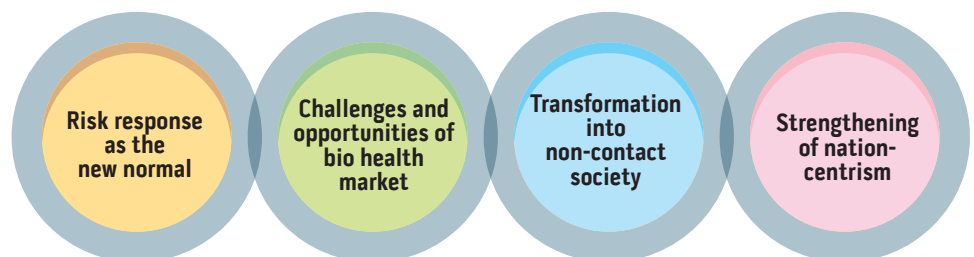 Risk response
as the
new normal
Challenges and
opportunities of
bio health
market
Transformation
into
non-contact
society
Strengthening
of nation-
centrism